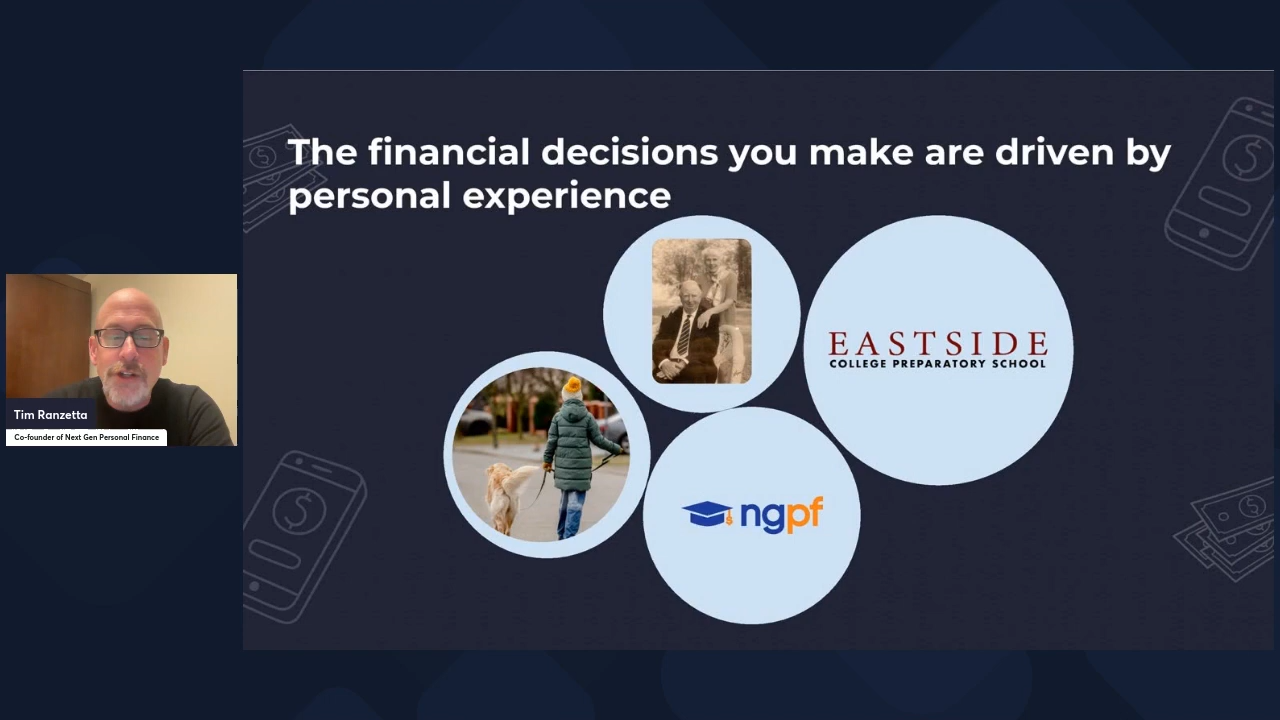 The financial decisions you make are driven by
personal experience
EASTSIDE
COLLEGE PREPARATORY SCHOOL
ngpf
Tim Ranzetta
Co-founder of Next Gen Personal Finance